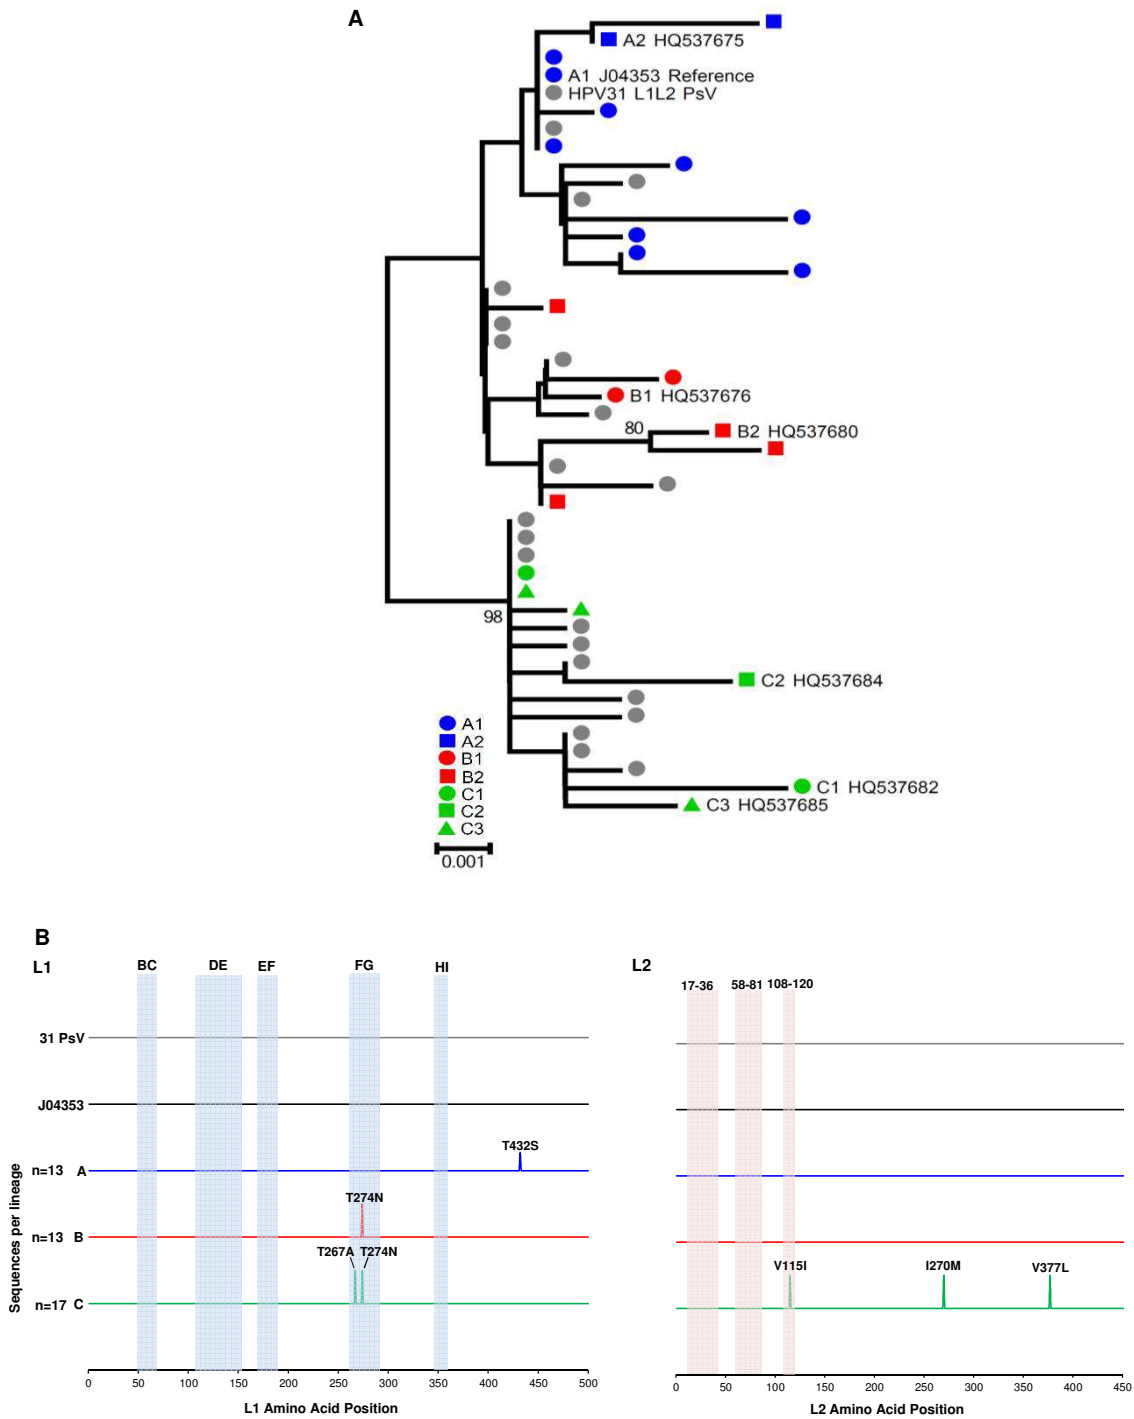 A
A2 HQ537675
A1 J04353 Reference
HPV31 L1L2 PsV
B1 HQ537676
80
B2 HQ537680
98
C2 HQ537684
C1 HQ537682
C3 HQ537685
A1
A2
B1
B2
C1
C2
C3
0.001
B
L1
BC DE EF FG HI
31 PsV
J04353
T432S
n=13 A
T274N
n=13 B
T267A T274N
n=17 C
Sequences per lineage
0 50 100 150 200 250 300 350 400 450 500
L1 Amino Acid Position
L2
17-36 58-81 108-120
V115I I270M V377L
0 50 100 150 200 250 300 350 400 450
L2 Amino Acid Position